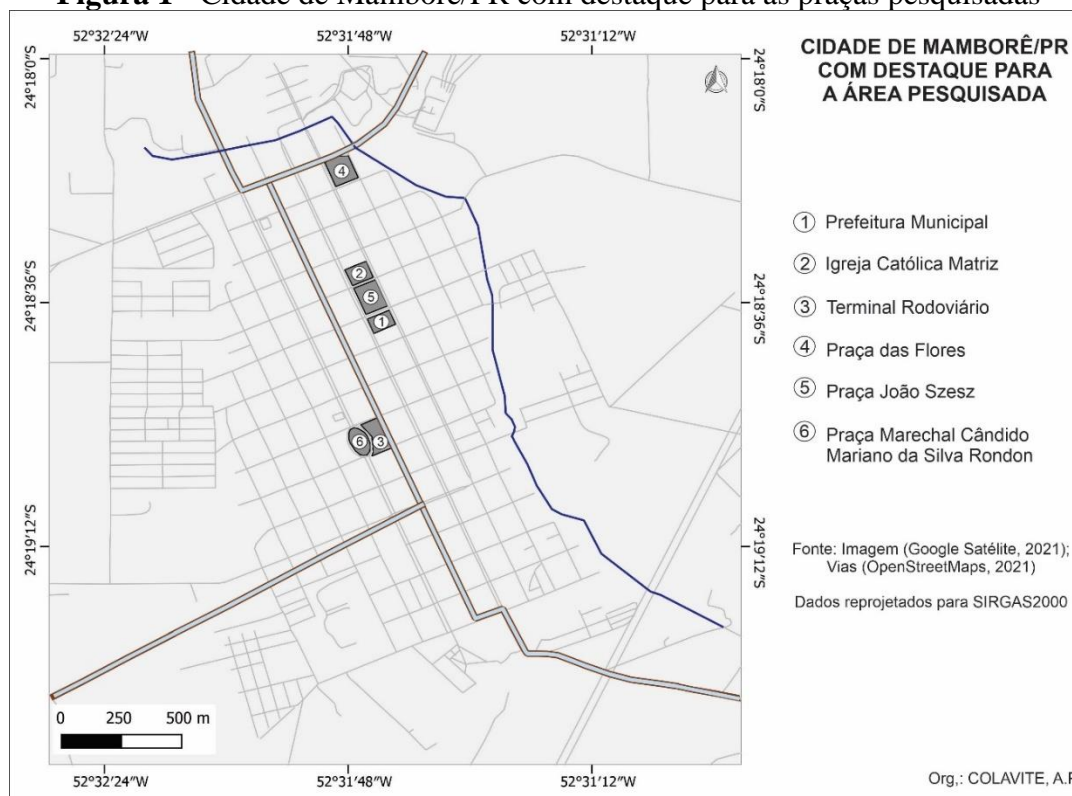 Figura 1 - Cidade de Mamborê/PR com destaque para as praças pesquisadas
52°32'24"W 52°31'48"W 52°31'12"W
24°18'0"S
24°18'36"S
24°19'12"S
4
2
5
1
6
3
24°18'0"S
24°18'36"S
24°19'12"S
0 250 500 m
52°32'24"W 52°31'48"W 52°31'12"W
CIDADE DE MAMBORÊ/PR
COM DESTAQUE PARA
A ÁREA PESQUISADA
1 Prefeitura Municipal
2 Igreja Católica Matriz
3 Terminal Rodoviário
4 Praça das Flores
5 Praça João Szesz
6 Praça Marechal Cândido
Mariano da Silva Rondon
Fonte: Imagem (Google Satélite, 2021);
Vias (OpenStreetMaps, 2021)
Dados reprojetados para SIRGAS2000
Org,: COLAVITE, A.P